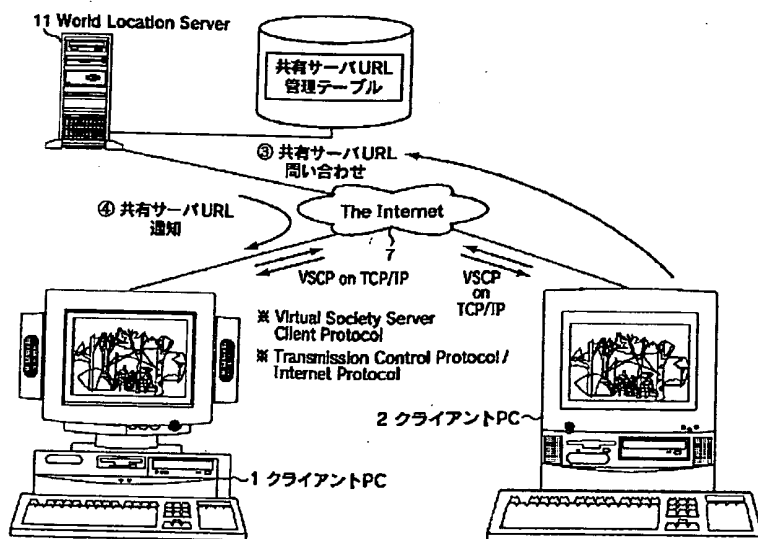 11 World Location Server
共有サーバURL
管理テーブル
③ 共有サーバURL
問い合わせ
④ 共有サーバURL
通知
The Internet
7
VSCP on TCP/IP
VSCP
on
TCP/IP
※ Virtual Society Server
Client Protocol
※ Transmission Control Protocol /
Internet Protocol
2 クライアントPC
1 クライアントPC